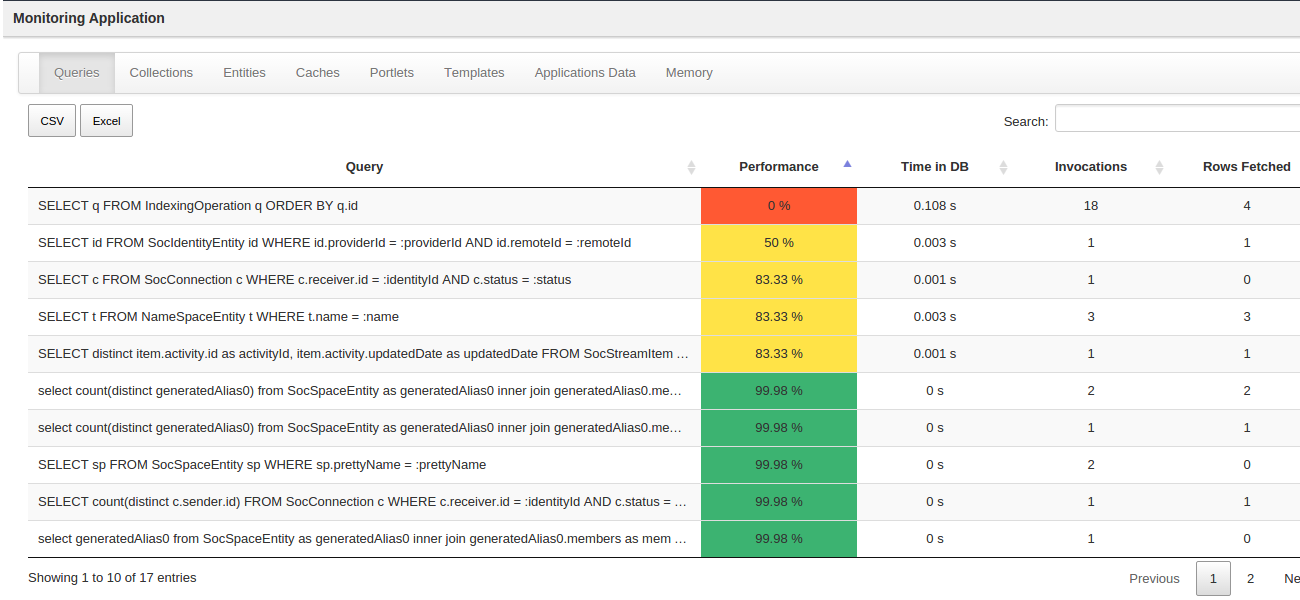 Monitoring Application
Queries Collections Entities Caches Portlets Templates Applications Data Memory
CSV Excel Search:
Query Performance Time in DB Invocations Rows Fetched
SELECT q FROM IndexingOperation q ORDER BY q.id 0 % 0.108 s 18 4
SELECT id FROM SocIdentityEntity id WHERE id.providerId = :providerId AND id.remoteId = :remoteId 50 % 0.003 s 1 1
SELECT c FROM SocConnection c WHERE c.receiver.id = :identityId AND c.status = :status 83.33 % 0.001 s 1 0
SELECT t FROM NameSpaceEntity t WHERE t.name = :name 83.33 % 0.003 s 3 3
SELECT distinct item.activity.id as activityId, item.activity.updatedDate as updatedDate FROM SocStreamItem ... 83.33 % 0.001 s 1 1
select count(distinct generatedAlias0) from SocSpaceEntity as generatedAlias0 inner join generatedAlias0.me... 99.98 % 0 s 2 2
select count(distinct generatedAlias0) from SocSpaceEntity as generatedAlias0 inner join generatedAlias0.me... 99.98 % 0 s 1 1
SELECT sp FROM SocSpaceEntity sp WHERE sp.prettyName = :prettyName 99.98 % 0 s 2 0
SELECT count(distinct c.sender.id) FROM SocConnection c WHERE c.receiver.id = :identityId AND c.status = ... 99.98 % 0 s 1 1
select generatedAlias0 from SocSpaceEntity as generatedAlias0 inner join generatedAlias0.members as mem ... 99.98 % 0 s 1 0
Showing 1 to 10 of 17 entries Previous 1 2 Ne